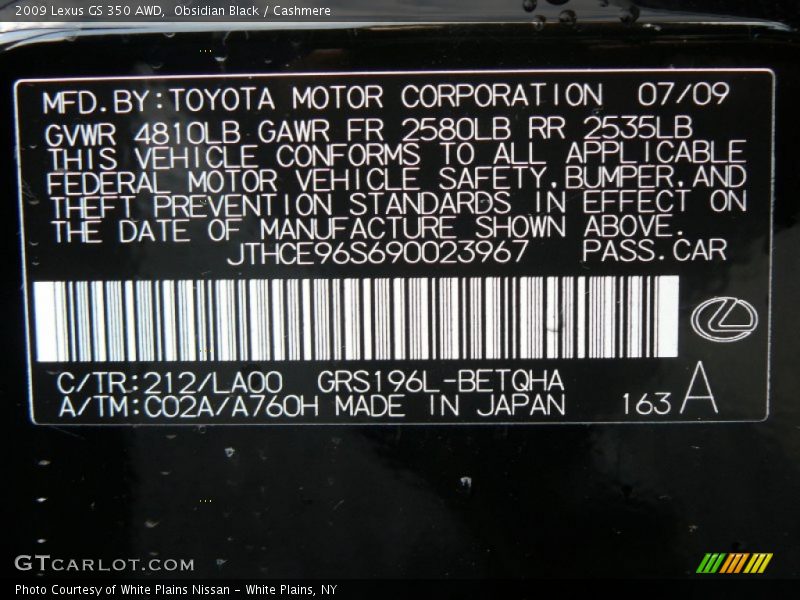 2009 Lexus GS 350 AWD,  Obsidian Black / Cashmere
MFD.BY:TOYOTA MOTOR CORPORATION 07/09
GVWR 4810LB GAWR FR 2580LB RR 2535LB
THIS VEHICLE CONFORMS TO ALL APPLICABLE
FEDERAL MOTOR VEHICLE SAFETY,BUMPER,AND
THEFT PREVENTION STANDARDS IN EFFECT ON
THE DATE OF MANUFACTURE SHOWN ABOVE.
JTHCE96S690023967 PASS.CAR
C/TR:212/LA00 GRS196L-BETQHA
A/TM:C02A/A760H MADE IN JAPAN 163 A
GTCARLOT.COM
Photo Courtesy of White Plains Nissan - White Plains, NY